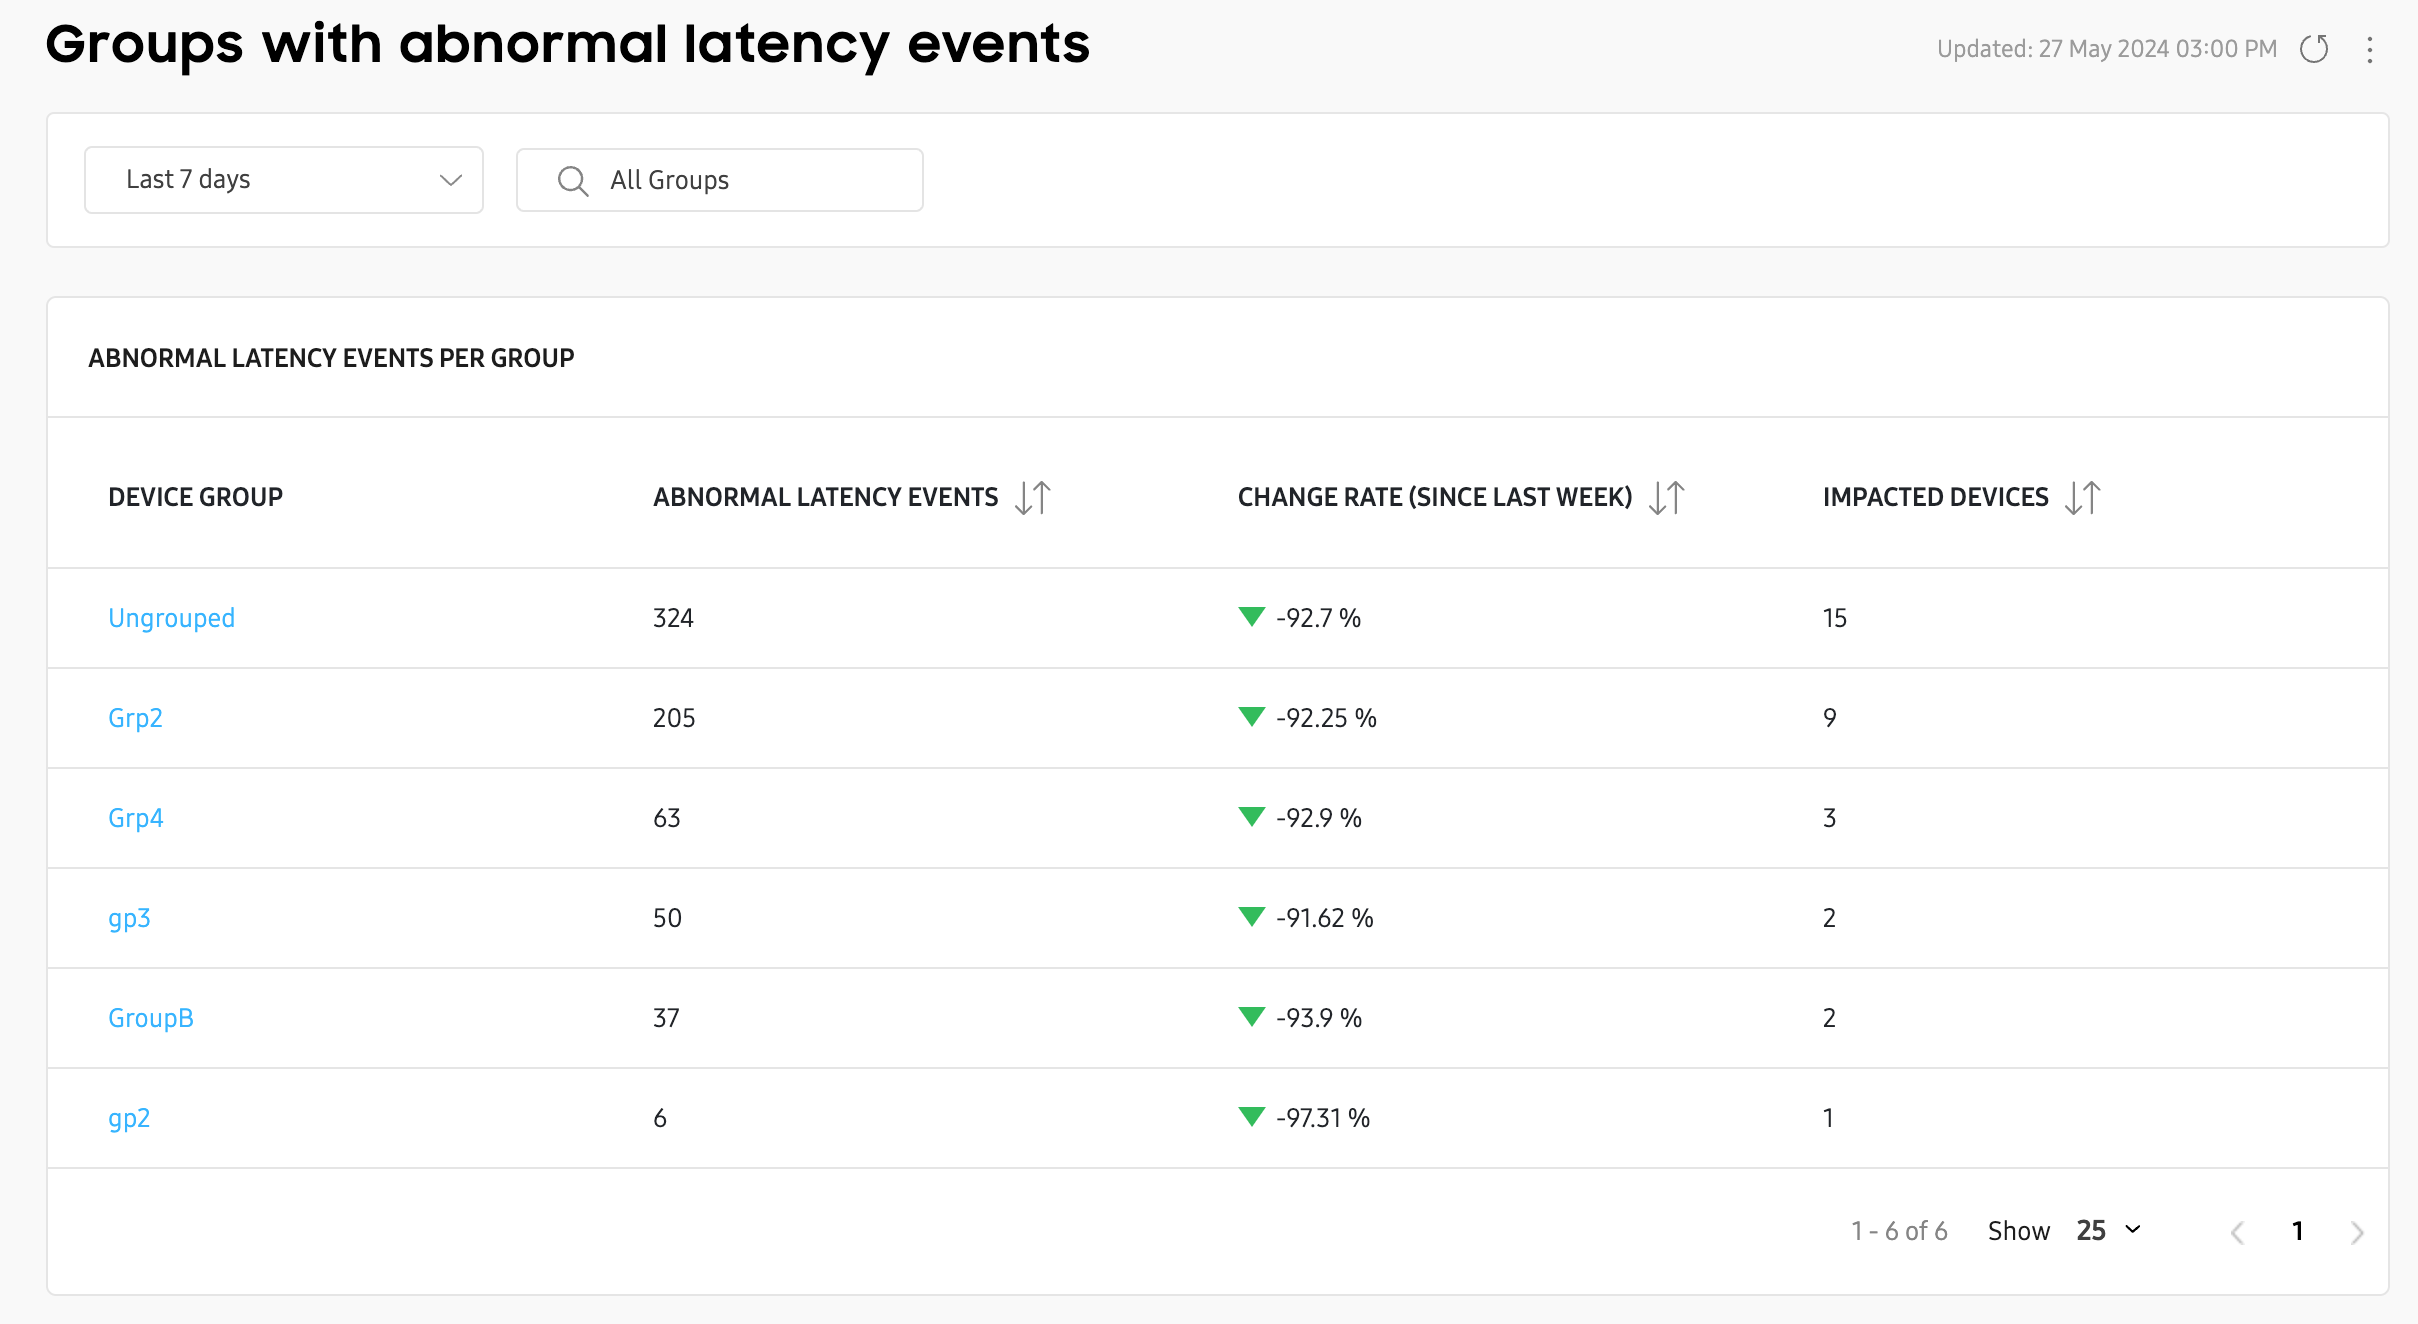 Groups with abnormal latency events
Updated: 27 May 2024 03:00 PM
Last 7 days
All Groups
ABNORMAL LATENCY EVENTS PER GROUP
DEVICE GROUP ABNORMAL LATENCY EVENTS CHANGE RATE (SINCE LAST WEEK) IMPACTED DEVICES
Ungrouped 324 -92.7 % 15
Grp2 205 -92.25 % 9
Grp4 63 -92.9 % 3
gp3 50 -91.62 % 2
GroupB 37 -93.9 % 2
gp2 6 -97.31 % 1
1 - 6 of 6 Show 25 1